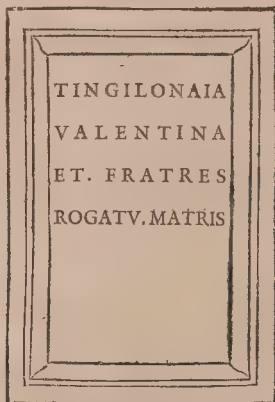 TINGILONAIA
VALENTINA
ET. FRATRES
ROGATV. MATRIS